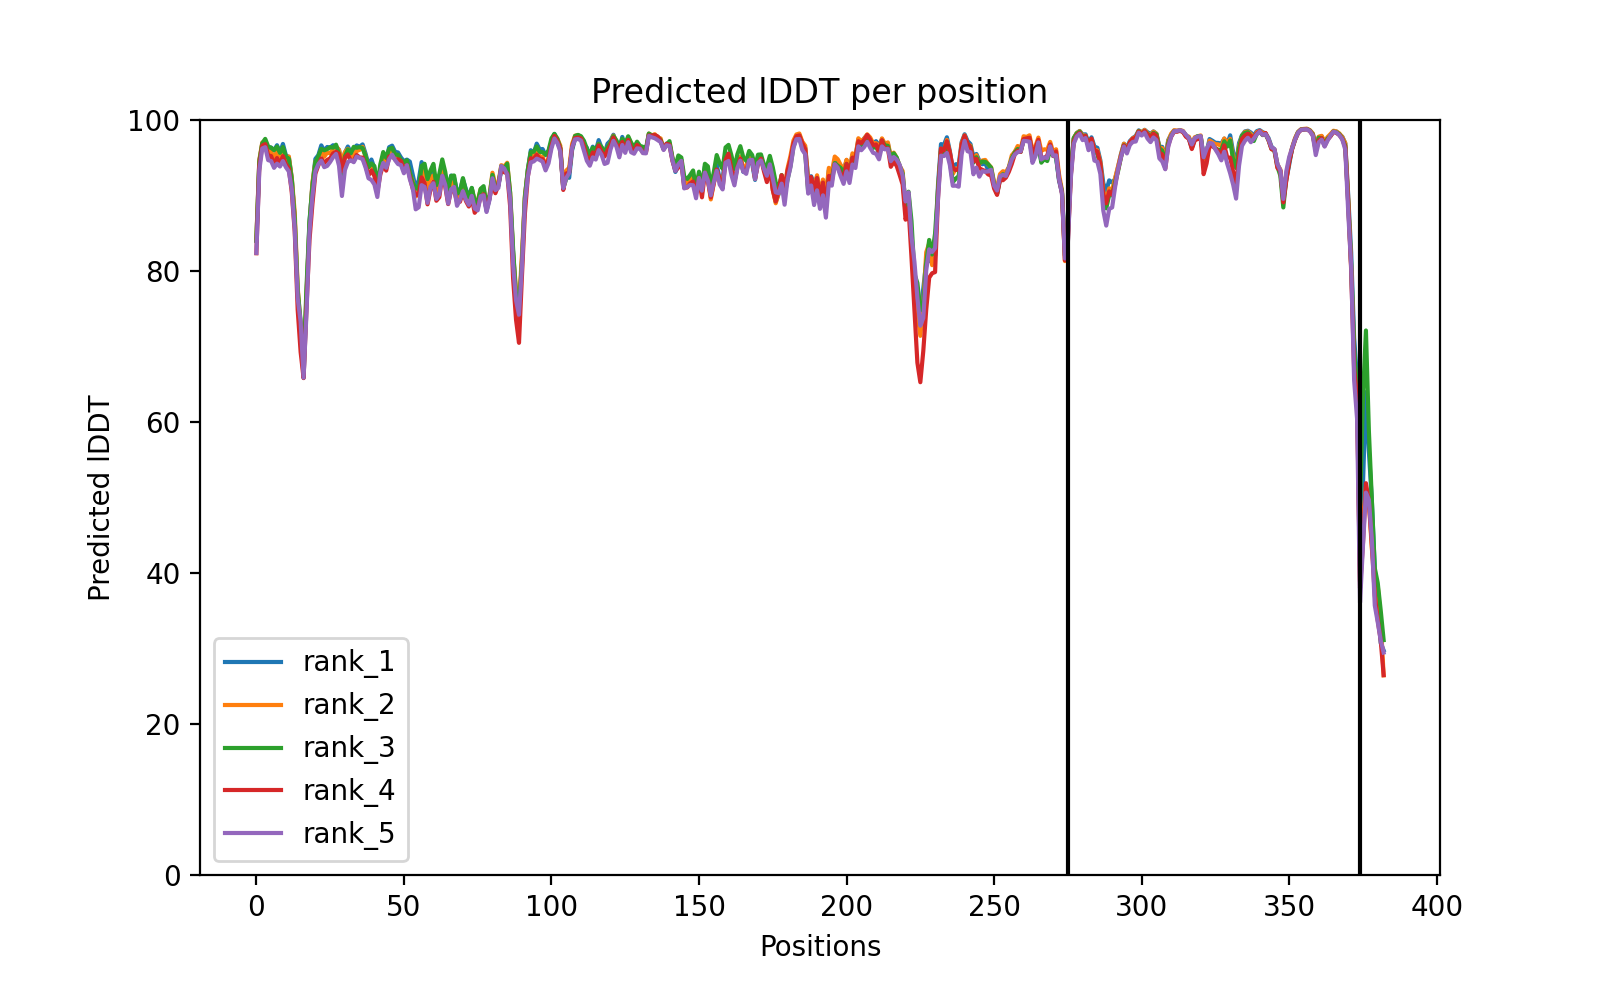 Predicted lDDT per position
100
80
60
40
20
0
Predicted lDDT
rank_1
rank_2
rank_3
rank_4
rank_5
0 50 100 150 200 250 300 350 400
Positions